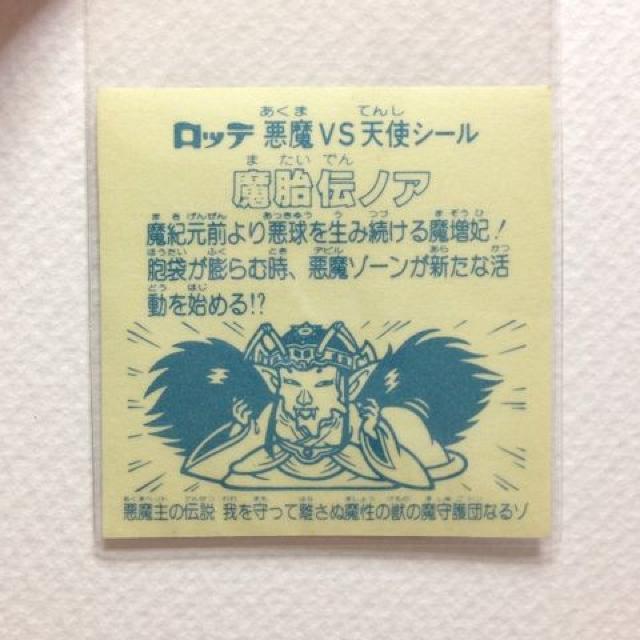 ロッテ 悪魔VS天使シール
魔胎伝ノア
魔紀元前より悪球を生み続ける魔増妃!
胞袋が膨らむ時、悪魔ゾーンが新たな活
動を始める!?
悪魔主の伝説 我を守って離さぬ魔性の獣の魔守護団なるゾ